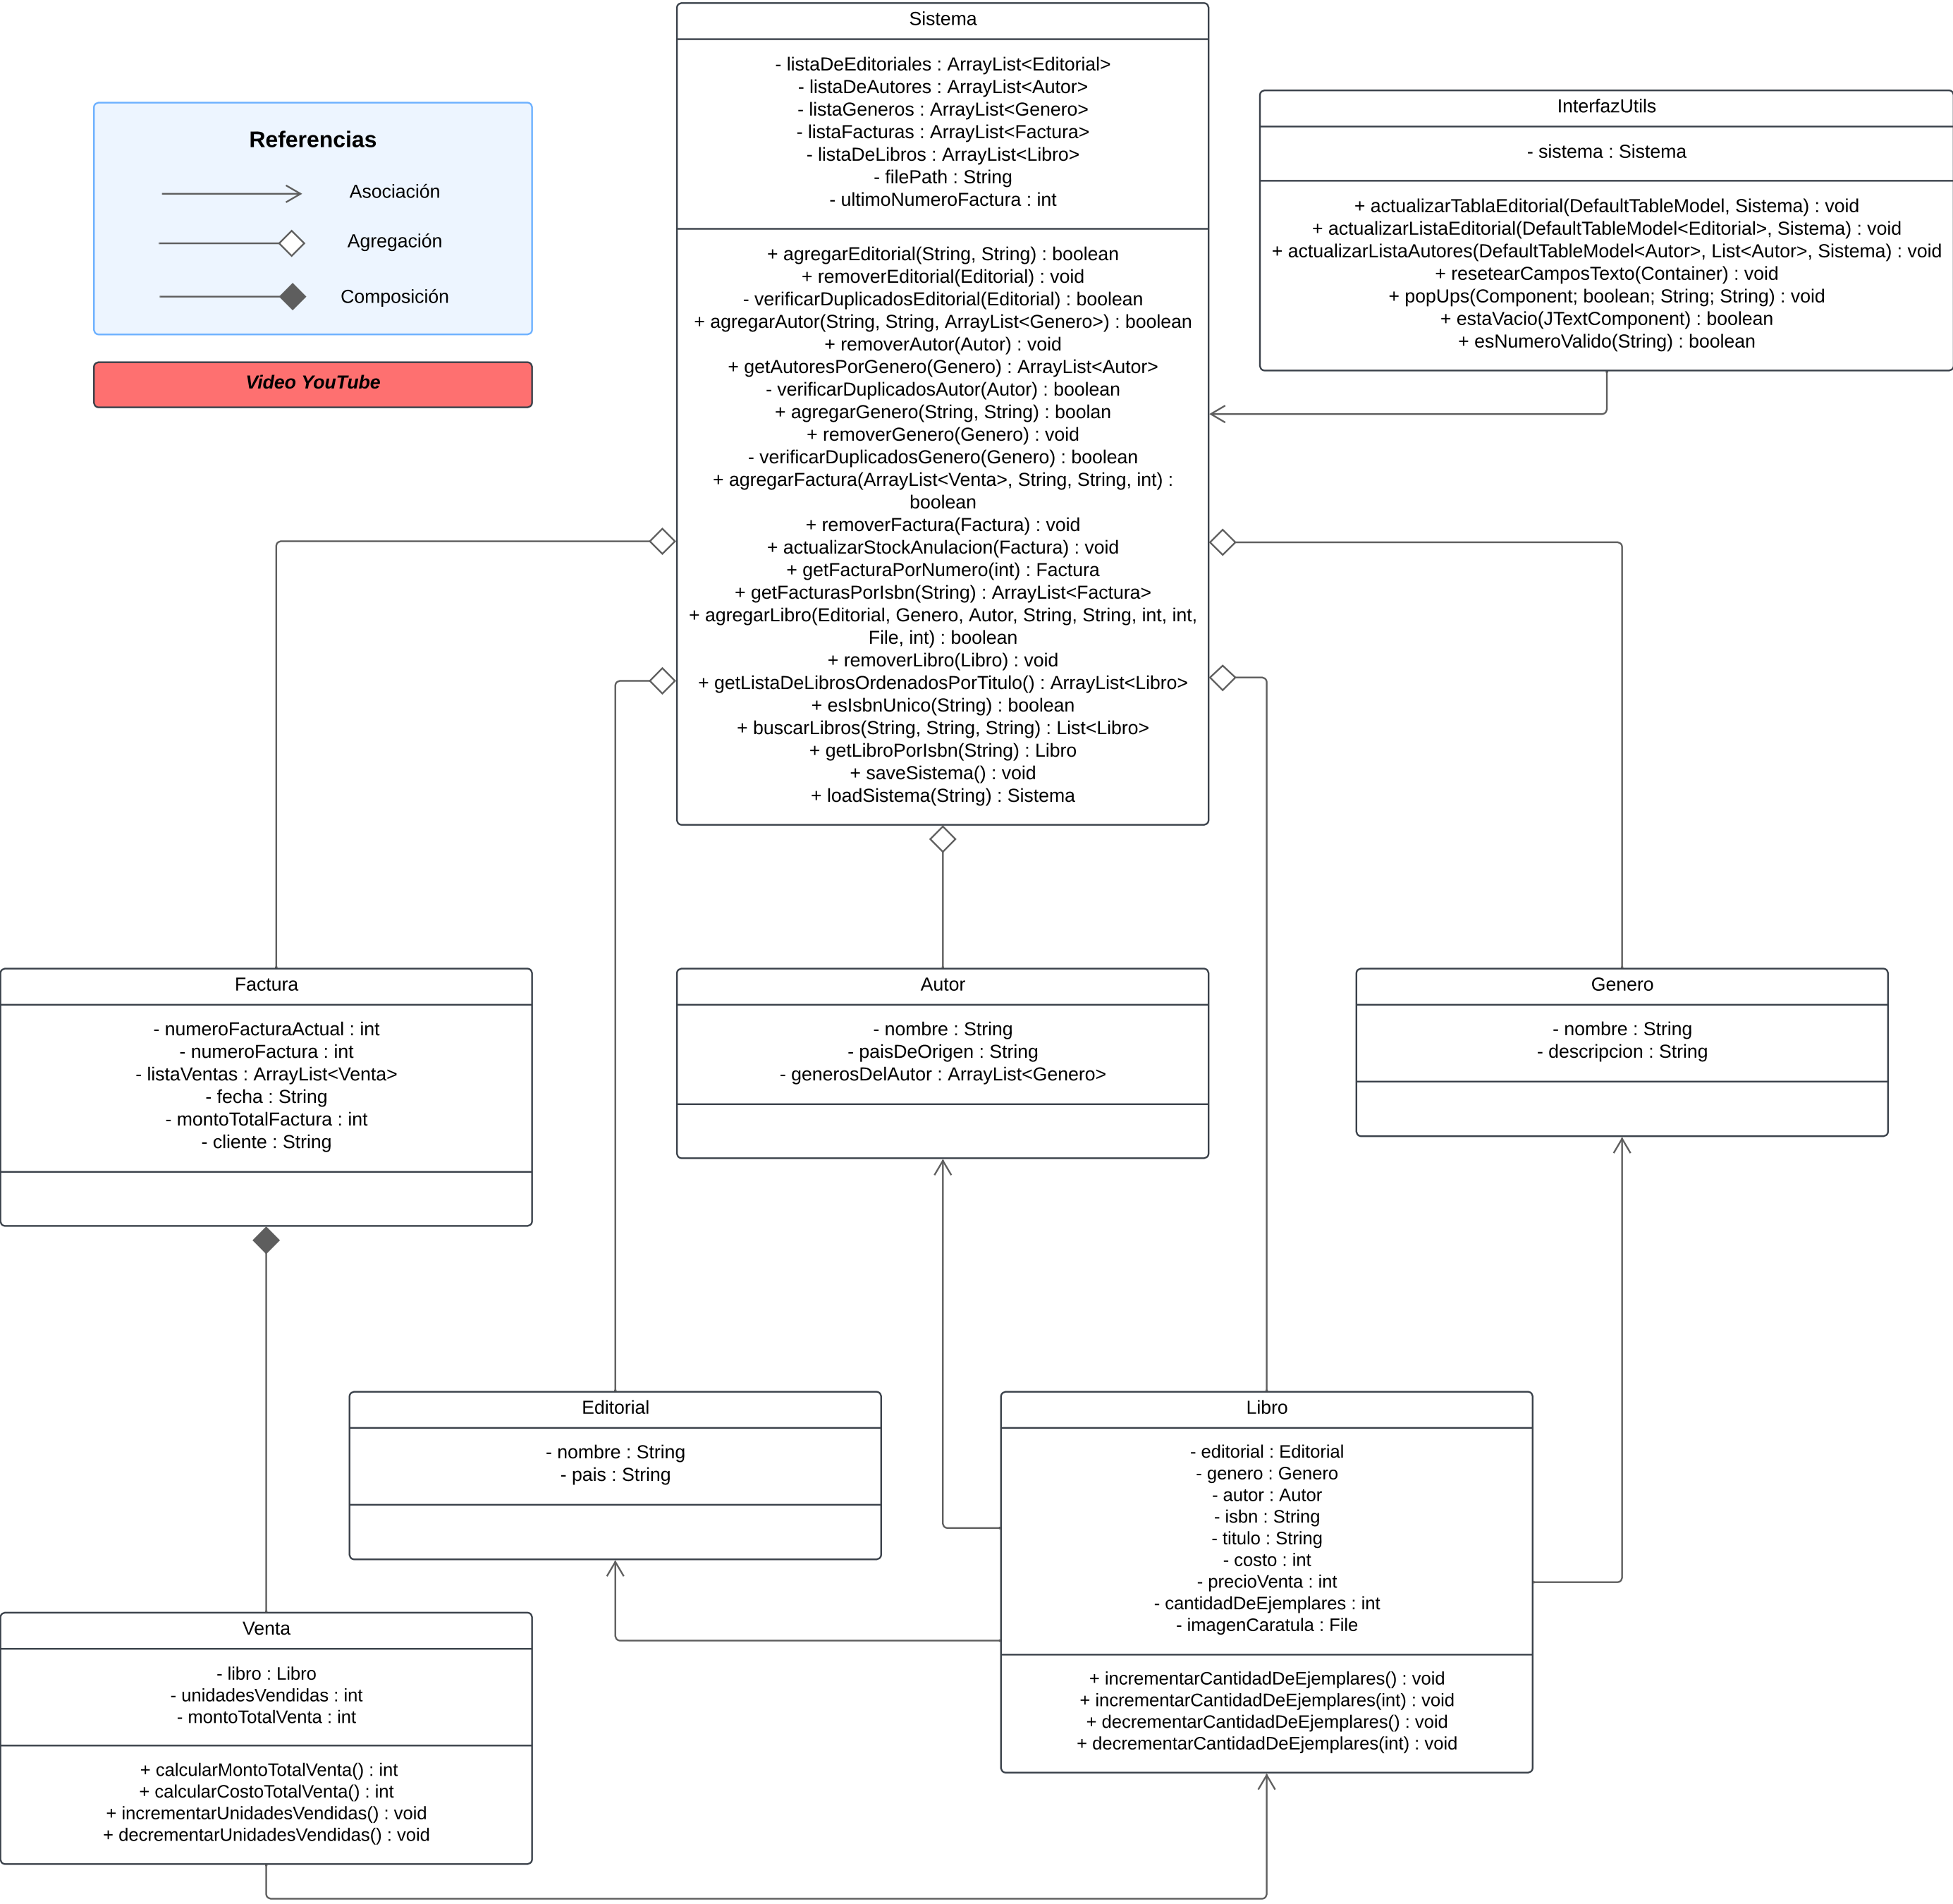 Sistema
- listaDeEditoriales : ArrayList<Editorial>
- listaDeAutores : ArrayList<Autor>
- listaGeneros : ArrayList<Genero>
- listaFacturas : ArrayList<Factura>
- listaDeLibros : ArrayList<Libro>
- filePath : String
- ultimoNumeroFactura : int
+ agregarEditorial(String, String) : boolean
+ removerEditorial(Editorial) : void
- verificarDuplicadosEditorial(Editorial) : boolean
+ agregarAutor(String, String, ArrayList<Genero>) : boolean
+ removerAutor(Autor) : void
+ getAutoresPorGenero(Genero) : ArrayList<Autor>
- verificarDuplicadosAutor(Autor) : boolean
+ agregarGenero(String, String) : boolan
+ removerGenero(Genero) : void
- verificarDuplicadosGenero(Genero) : boolean
+ agregarFactura(ArrayList<Venta>, String, String, int) :
boolean
+ removerFactura(Factura) : void
+ actualizarStockAnulacion(Factura) : void
+ getFacturaPorNumero(int) : Factura
+ getFacturasPorIsbn(String) : ArrayList<Factura>
+ agregarLibro(Editorial, Genero, Autor, String, String, int, int,
File, int) : boolean
+ removerLibro(Libro) : void
+ getListaDeLibrosOrdenadosPorTitulo() : ArrayList<Libro>
+ esIsbnUnico(String) : boolean
+ buscarLibros(String, String, String) : List<Libro>
+ getLibroPorIsbn(String) : Libro
+ saveSistema() : void
+ loadSistema(String) : Sistema
InterfazUtils
- sistema : Sistema
+ actualizarTablaEditorial(DefaultTableModel, Sistema) : void
+ actualizarListaEditorial(DefaultTableModel<Editorial>, Sistema) : void
+ actualizarListaAutores(DefaultTableModel<Autor>, List<Autor>, Sistema) : void
+ resetearCamposTexto(Container) : void
+ popUps(Component; boolean; String; String) : void
+ estaVacio(JTextComponent) : boolean
+ esNumeroValido(String) : boolean
Referencias
Asociación
Agregación
Composición
Video YouTube
Factura
- numeroFacturaActual : int
- numeroFactura : int
- listaVentas : ArrayList<Venta>
- fecha : String
- montoTotalFactura : int
- cliente : String
Autor
- nombre : String
- paisDeOrigen : String
- generosDelAutor : ArrayList<Genero>
Genero
- nombre : String
- descripcion : String
Editorial
- nombre : String
- pais : String
Libro
- editorial : Editorial
- genero : Genero
- autor : Autor
- isbn : String
- titulo : String
- costo : int
- precioVenta : int
- cantidadDeEjemplares : int
- imagenCaratula : File
+ incrementarCantidadDeEjemplares() : void
+ incrementarCantidadDeEjemplares(int) : void
+ decrementarCantidadDeEjemplares() : void
+ decrementarCantidadDeEjemplares(int) : void
Venta
- libro : Libro
- unidadesVendidas : int
- montoTotalVenta : int
+ calcularMontoTotalVenta() : int
+ calcularCostoTotalVenta() : int
+ incrementarUnidadesVendidas() : void
+ decrementarUnidadesVendidas() : void